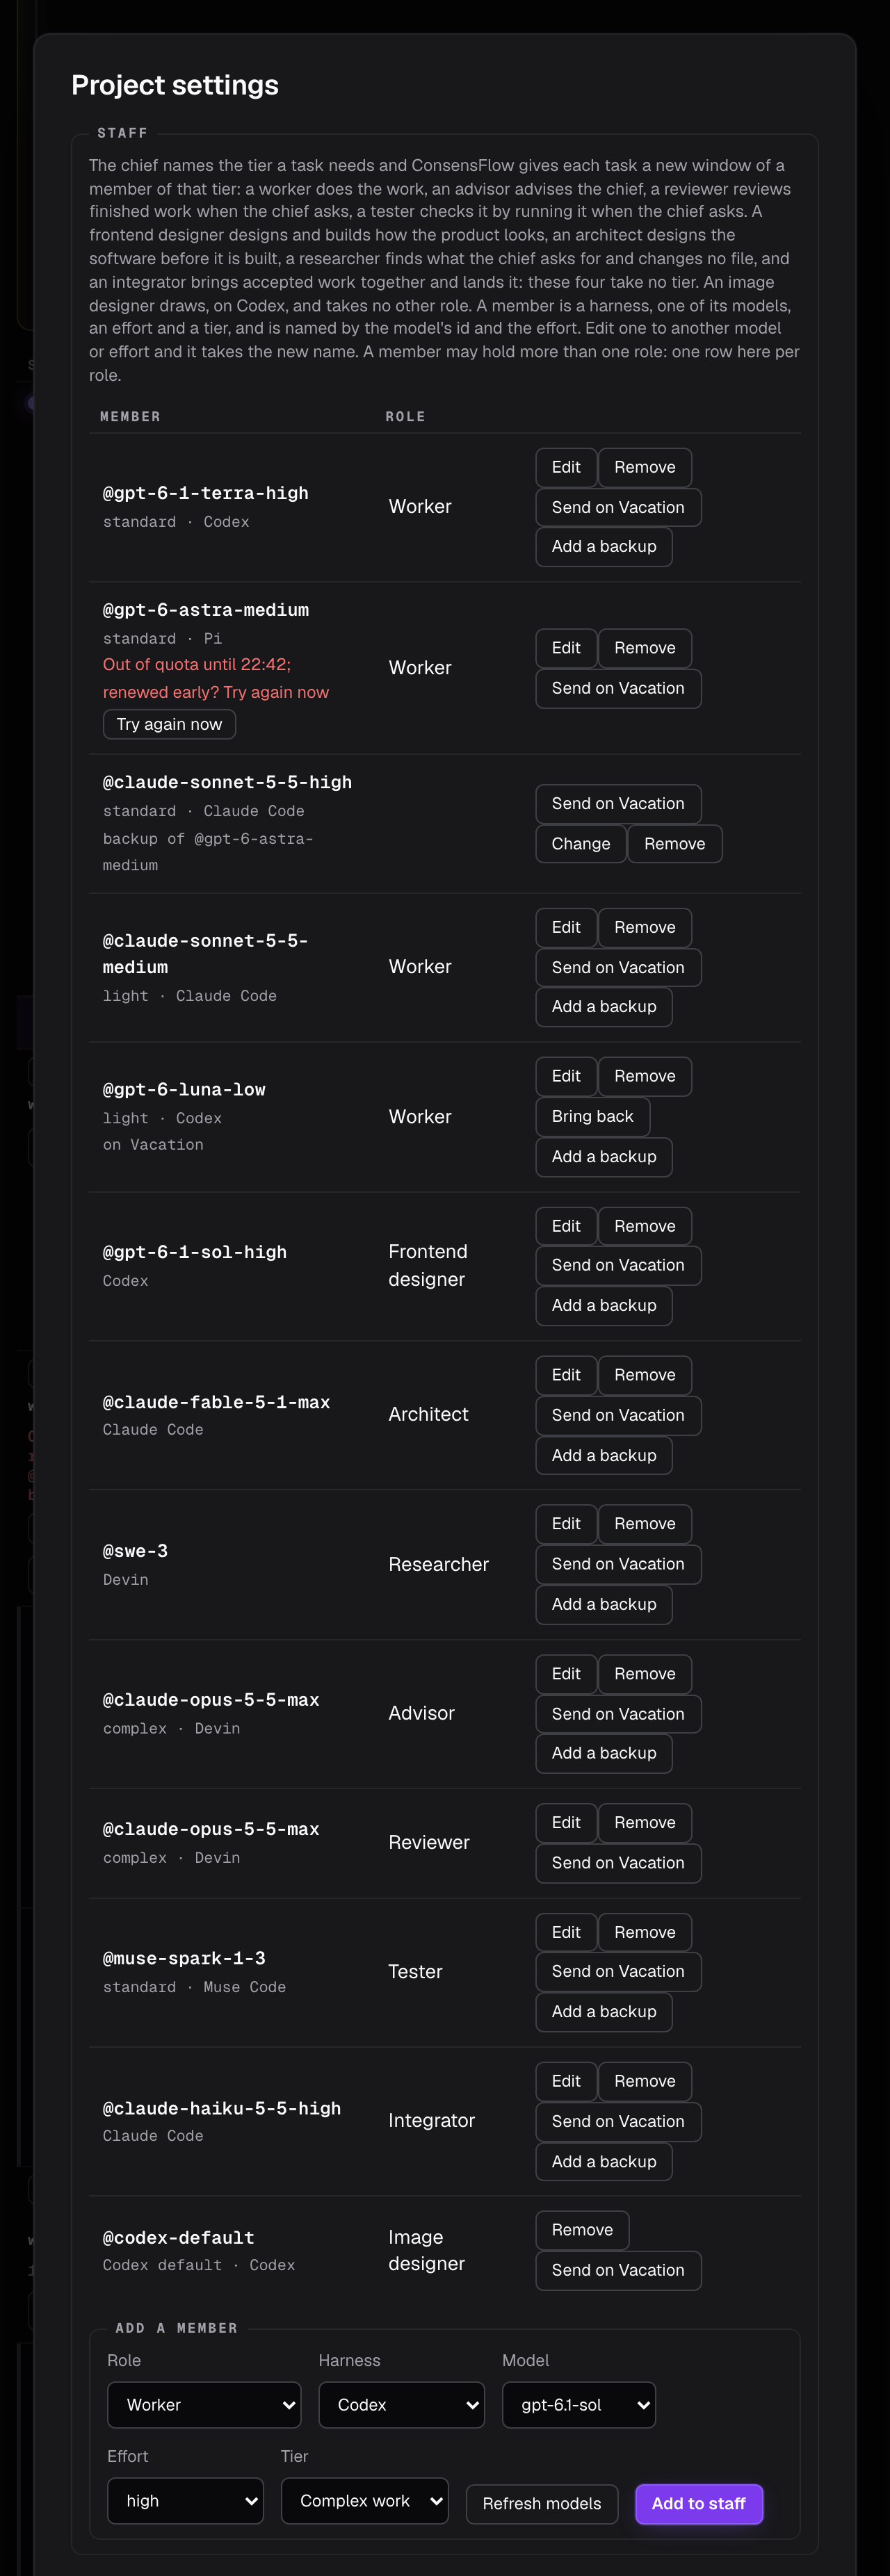 Project settings
STAFF
The chief names the tier a task needs and ConsensFlow gives each task a new window of a
member of that tier: a worker does the work, an advisor advises the chief, a reviewer reviews
finished work when the chief asks, a tester checks it by running it when the chief asks. A
frontend designer designs and builds how the product looks, an architect designs the
software before it is built, a researcher finds what the chief asks for and changes no file, and
an integrator brings accepted work together and lands it: these four take no tier. An image
designer draws, on Codex, and takes no other role. A member is a harness, one of its models,
an effort and a tier, and is named by the model's id and the effort. Edit one to another model
or effort and it takes the new name. A member may hold more than one role: one row here per
role.
MEMBER ROLE
@gpt-6-1-terra-high
standard · Codex
Worker
Edit Remove
Send on Vacation
Add a backup
@gpt-6-astra-medium
standard · Pi
Out of quota until 22:42;
renewed early? Try again now
Try again now
Worker
Edit Remove
Send on Vacation
@claude-sonnet-5-5-high
standard · Claude Code
backup of @gpt-6-astra-
medium
Send on Vacation
Change Remove
@claude-sonnet-5-5-
medium
light · Claude Code
Worker
Edit Remove
Send on Vacation
Add a backup
@gpt-6-luna-low
light · Codex
on Vacation
Worker
Edit Remove
Bring back
Add a backup
@gpt-6-1-sol-high
Codex
Frontend
designer
Edit Remove
Send on Vacation
Add a backup
@claude-fable-5-1-max
Claude Code
Architect
Edit Remove
Send on Vacation
Add a backup
@swe-3
Devin
Researcher
Edit Remove
Send on Vacation
Add a backup
@claude-opus-5-5-max
complex · Devin
Advisor
Edit Remove
Send on Vacation
Add a backup
@claude-opus-5-5-max
complex · Devin
Reviewer
Edit Remove
Send on Vacation
@muse-spark-1-3
standard · Muse Code
Tester
Edit Remove
Send on Vacation
Add a backup
@claude-haiku-5-5-high
Claude Code
Integrator
Edit Remove
Send on Vacation
Add a backup
@codex-default
Codex default · Codex
Image
designer
Remove
Send on Vacation
ADD A MEMBER
Role Harness Model
Worker Codex gpt-6.1-sol
Effort Tier
high Complex work Refresh models Add to staff